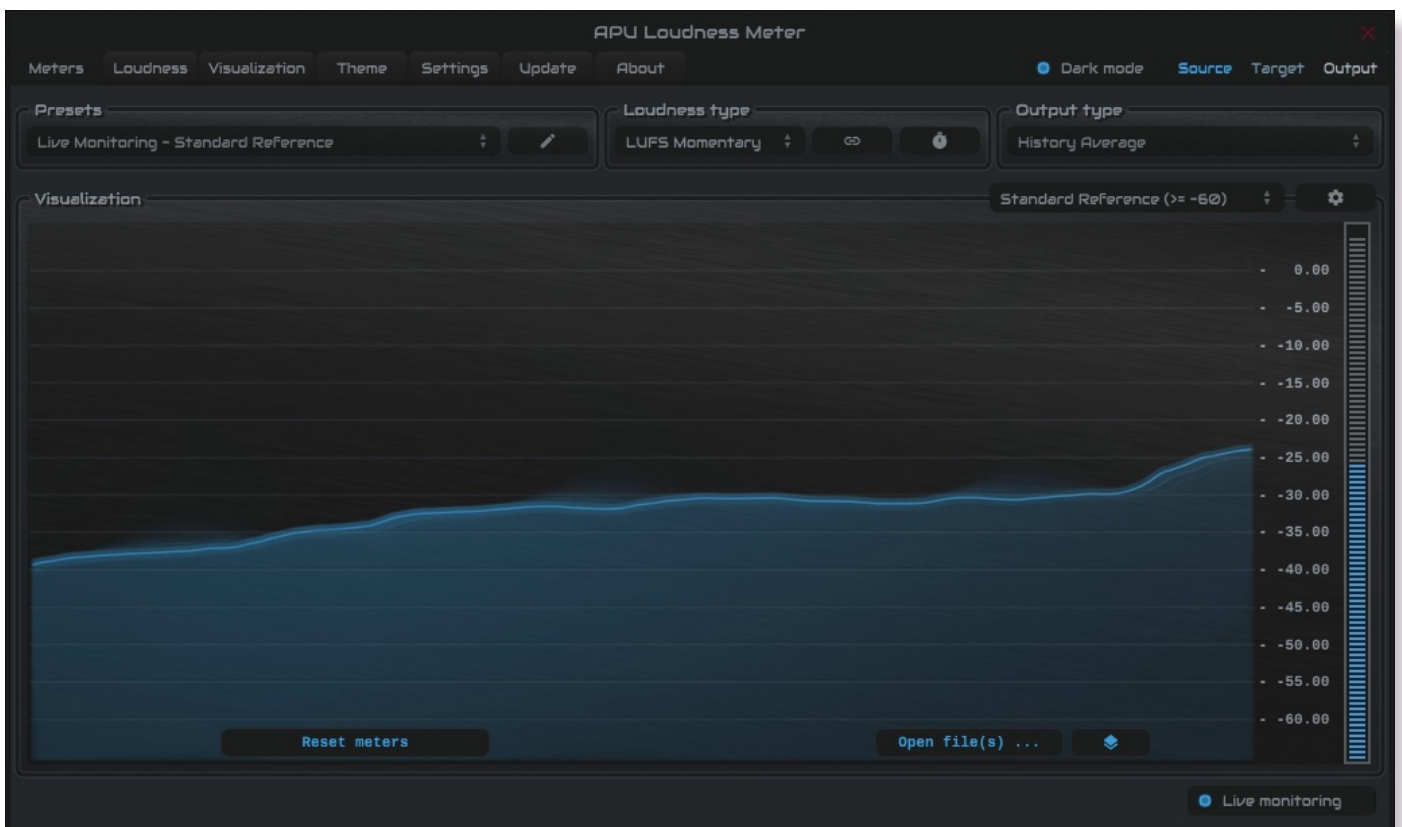 APU Loudness Meter
Meters Loudness Visualization Theme Settings Update About Dark mode Source Target Output
Presets Loudness type Output type
Live Monitoring - Standard Reference LUFS Momentary History Average
Visualization Standard Reference (>= -60)
- 0.00
- -5.00
- -10.00
- -15.00
- -20.00
- -25.00
- -30.00
- -35.00
- -40.00
- -45.00
- -50.00
- -55.00
- -60.00
Reset meters Open file(s) ...
Live monitoring